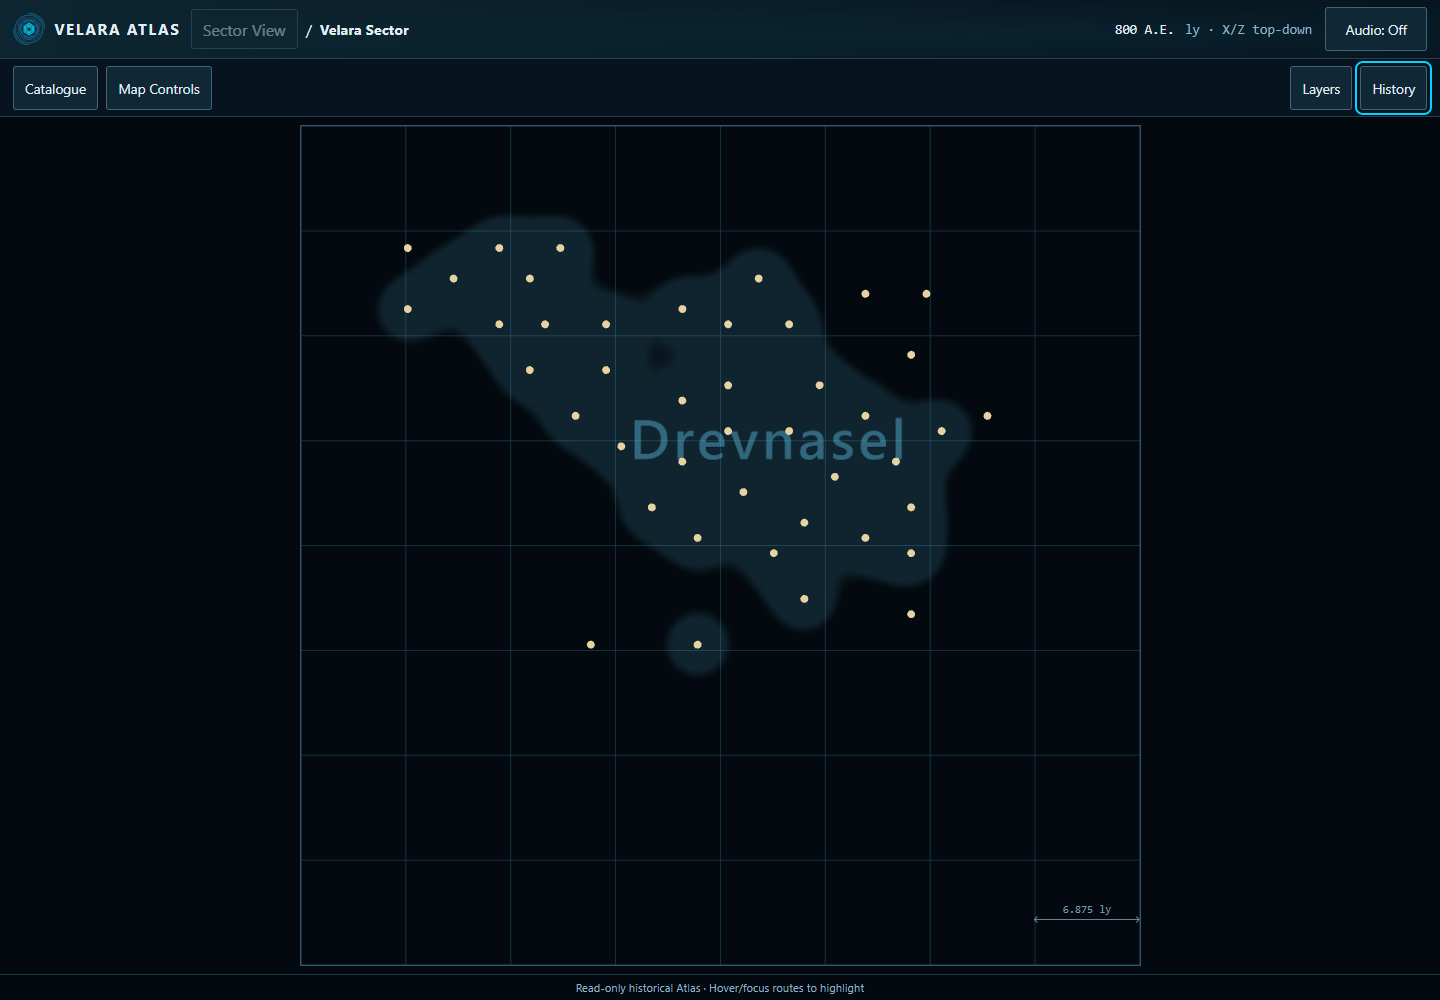 VELARA ATLAS
Sector View
/ Velara Sector
800 A.E. ly · X/Z top-down
Audio: Off
Catalogue
Map Controls
Layers
History
Drevnasel
6.875 ly
Read-only historical Atlas · Hover/focus routes to highlight